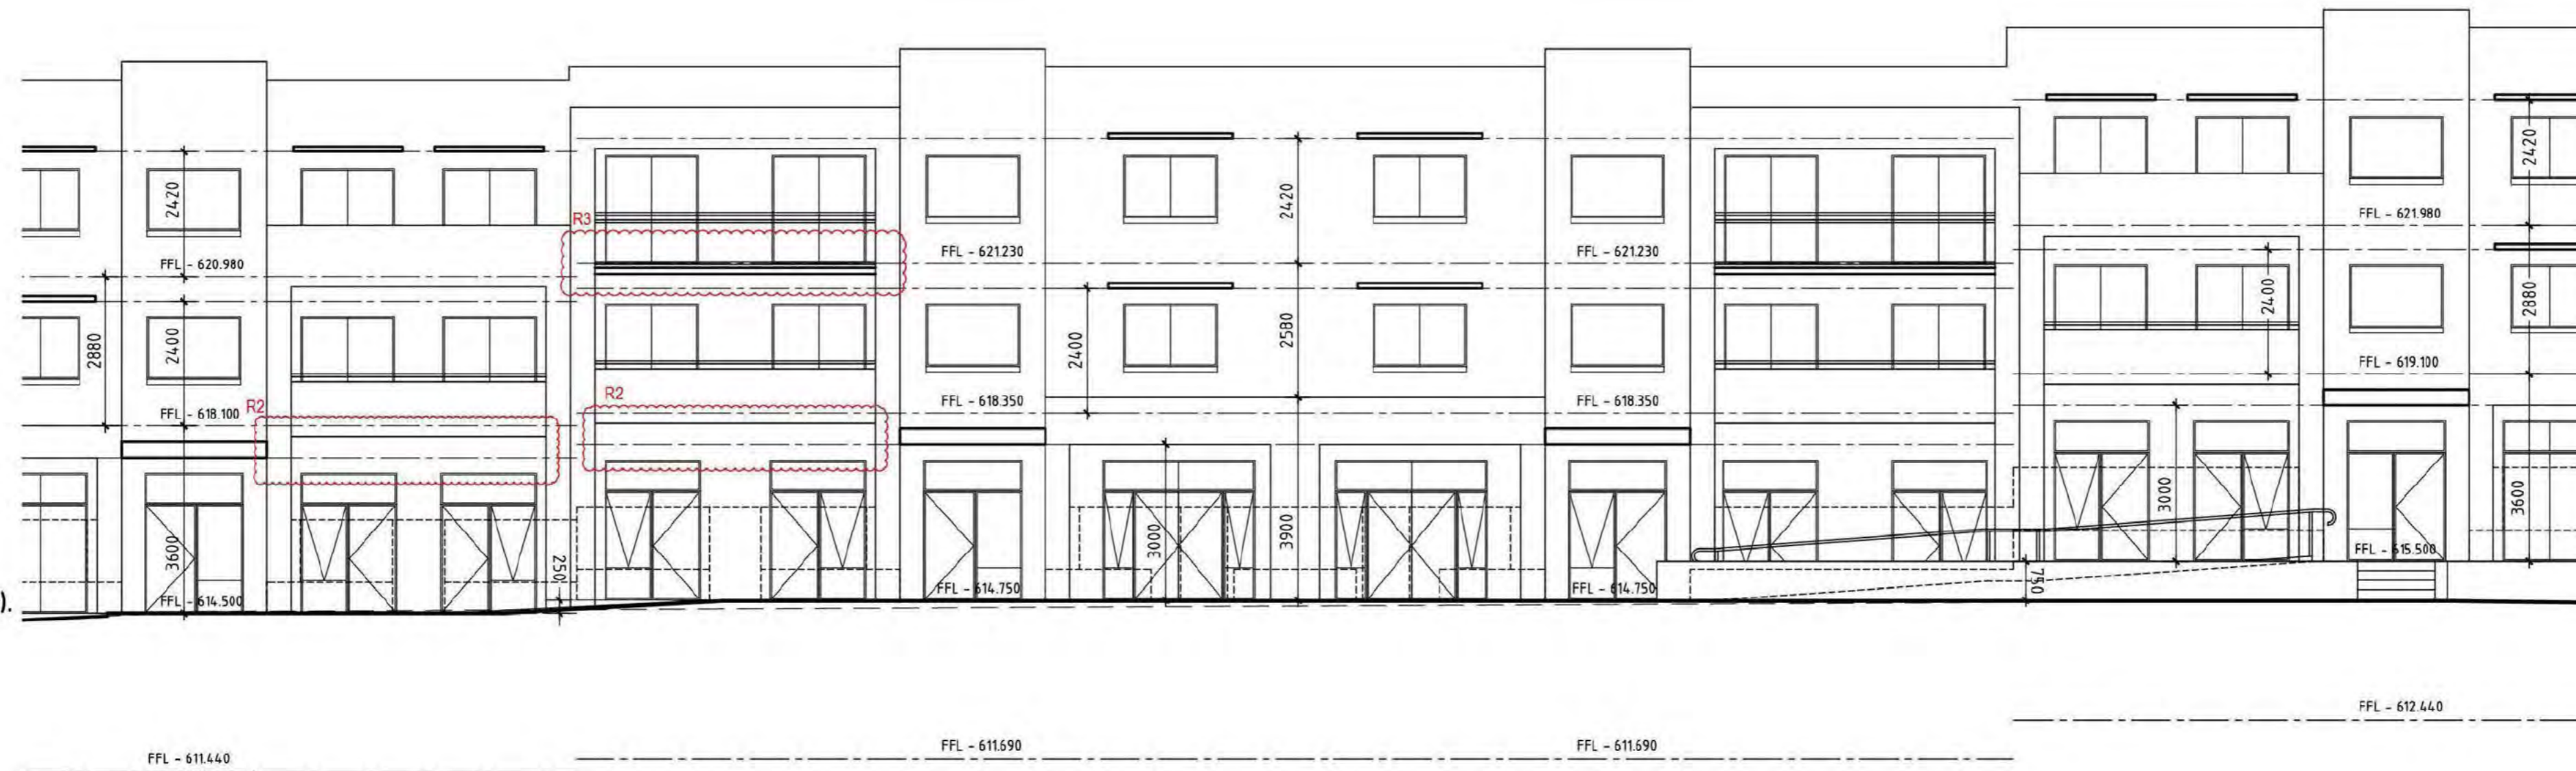 2420
2420
R3
2420
FFL - 621.980
FFL - 620.980
FFL - 621.230
FFL - 621.230
2880
2400
2400
2580
2400
2880
R2
FFL - 618.100
R2
FFL - 618.350
FFL - 618.350
FFL - 619.100
3600
250
3000
3900
3000
3600
FFL - 615.500
).
FFL - 614.500
FFL - 614.750
FFL - 614.750
750
FFL - 612.440
FFL - 611.440
FFL - 611.690
FFL - 611.690